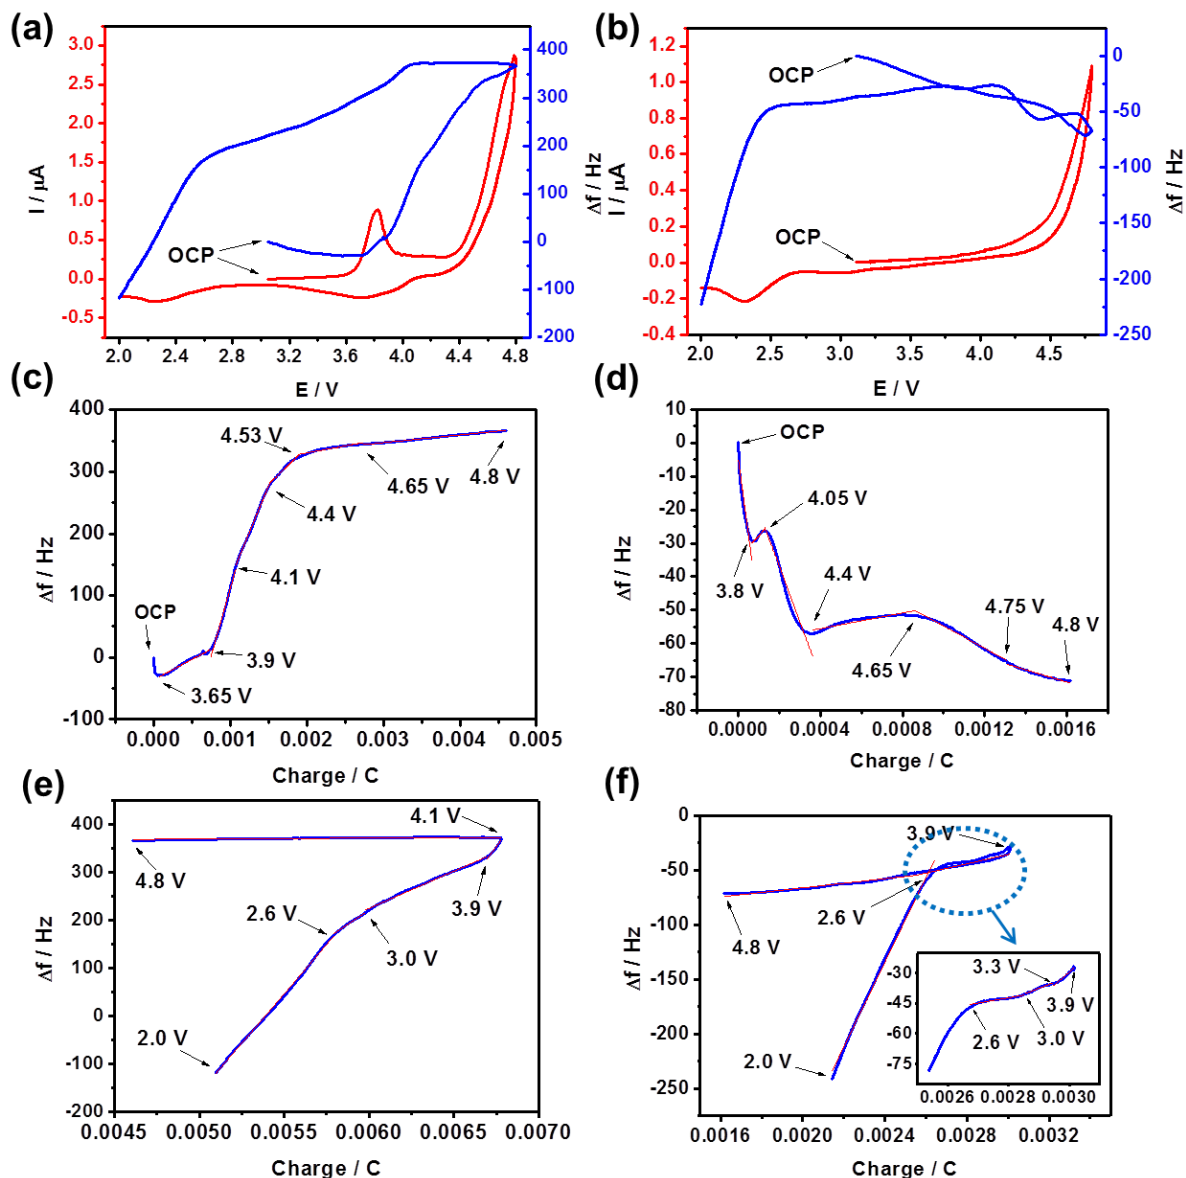 (a)
3.0
2.5
2.0
1.5
1.0
0.5
0.0
-0.5
I / μA
OCP
400
300
200
100
0
-100
-200
Δf / Hz
2.0 2.4 2.8 3.2 3.6 4.0 4.4 4.8
E / V
(b)
1.2
1.0
0.8
0.6
0.4
0.2
0.0
-0.2
-0.4
I / μA
OCP
OCP
0
-50
-100
-150
-200
-250
Δf / Hz
2.0 2.5 3.0 3.5 4.0 4.5
E / V
(c)
400
300
200
100
0
-100
Δf / Hz
4.53 V
4.65 V
4.8 V
4.4 V
4.1 V
OCP
3.9 V
3.65 V
0.000 0.001 0.002 0.003 0.004 0.005
Charge / C
(d)
10
0
-10
-20
-30
-40
-50
-60
-70
-80
Δf / Hz
OCP
4.05 V
3.8 V
4.4 V
4.75 V
4.8 V
4.65 V
0.0000 0.0004 0.0008 0.0012 0.0016
Charge / C
(e)
400
300
200
100
0
-100
-200
Δf / Hz
4.1 V
4.8 V
3.9 V
2.6 V
3.0 V
2.0 V
0.0045 0.0050 0.0055 0.0060 0.0065 0.0070
Charge / C
(f)
0
-50
-100
-150
-200
-250
Δf / Hz
3.9 V
2.6 V
4.8 V
2.0 V
-30
-45
-60
-75
3.3 V
3.9 V
2.6 V
3.0 V
0.0026 0.0028 0.0030
0.0016 0.0020 0.0024 0.0028 0.0032
Charge / C